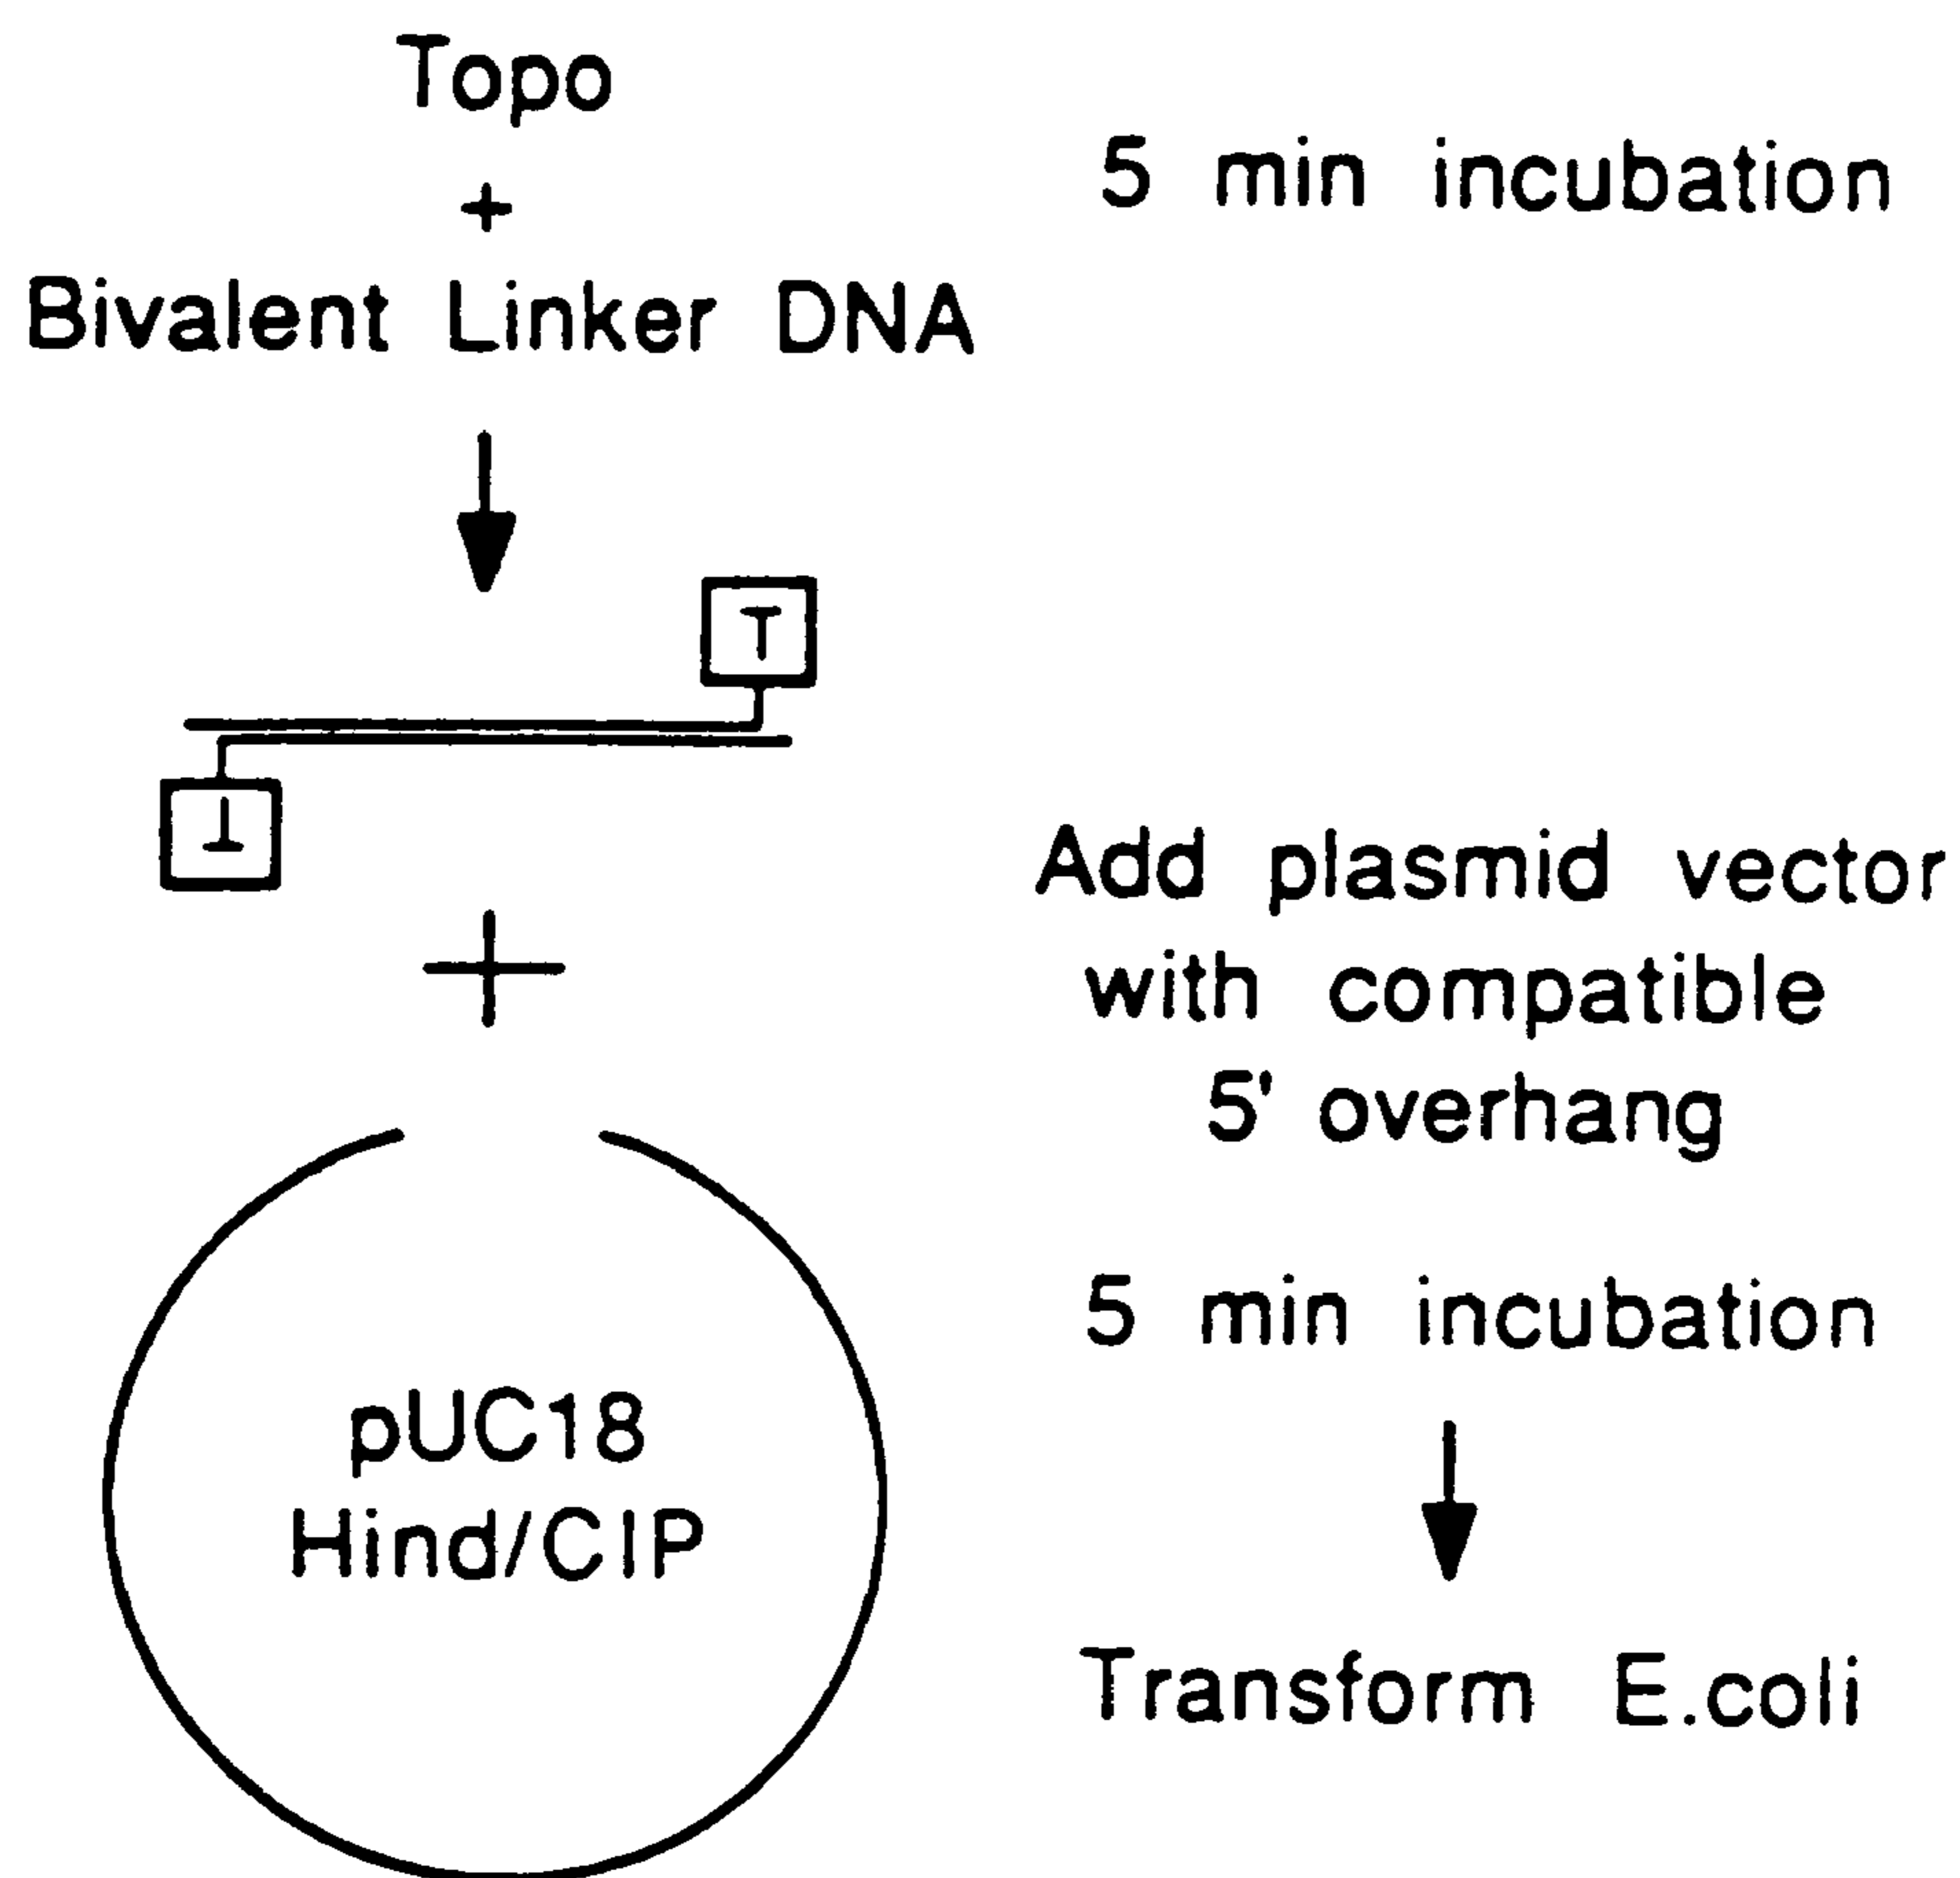 Topo
+
Bivalent Linker DNA
5 min incubation
T
T
+
Add plasmid vector
with compatible
5' overhang
5 min incubation
pUC18
Hind/CIP
Transform E.coli